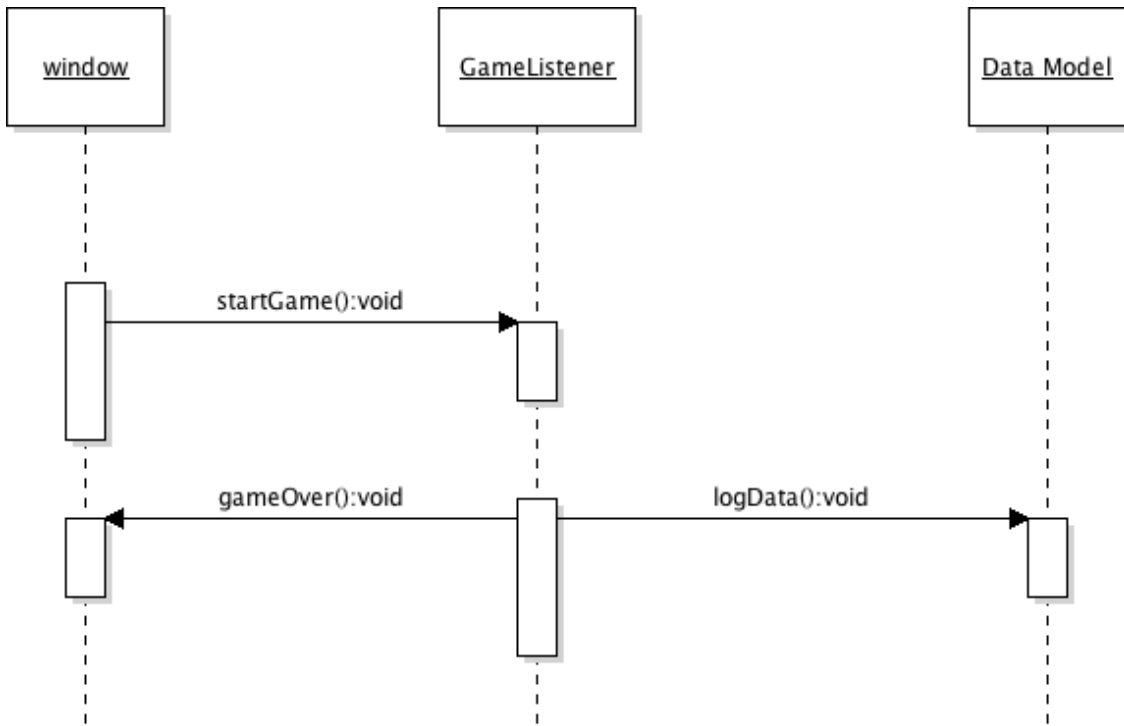 window
GameListener
Data Model
startGame():void
gameOver():void
logData():void